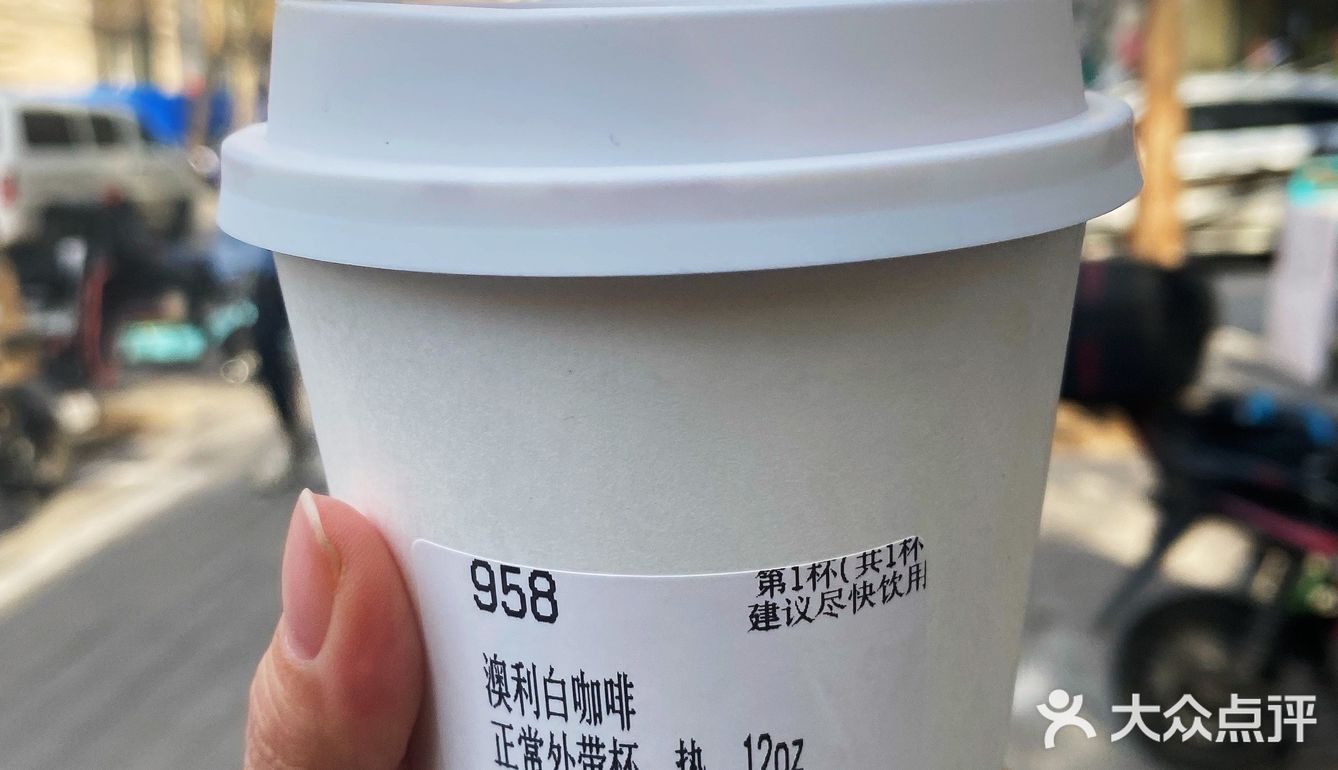 958
第1杯(共1杯
建议尽快饮用
澳利白咖啡
正常外带杯 热 12oz
大众点评